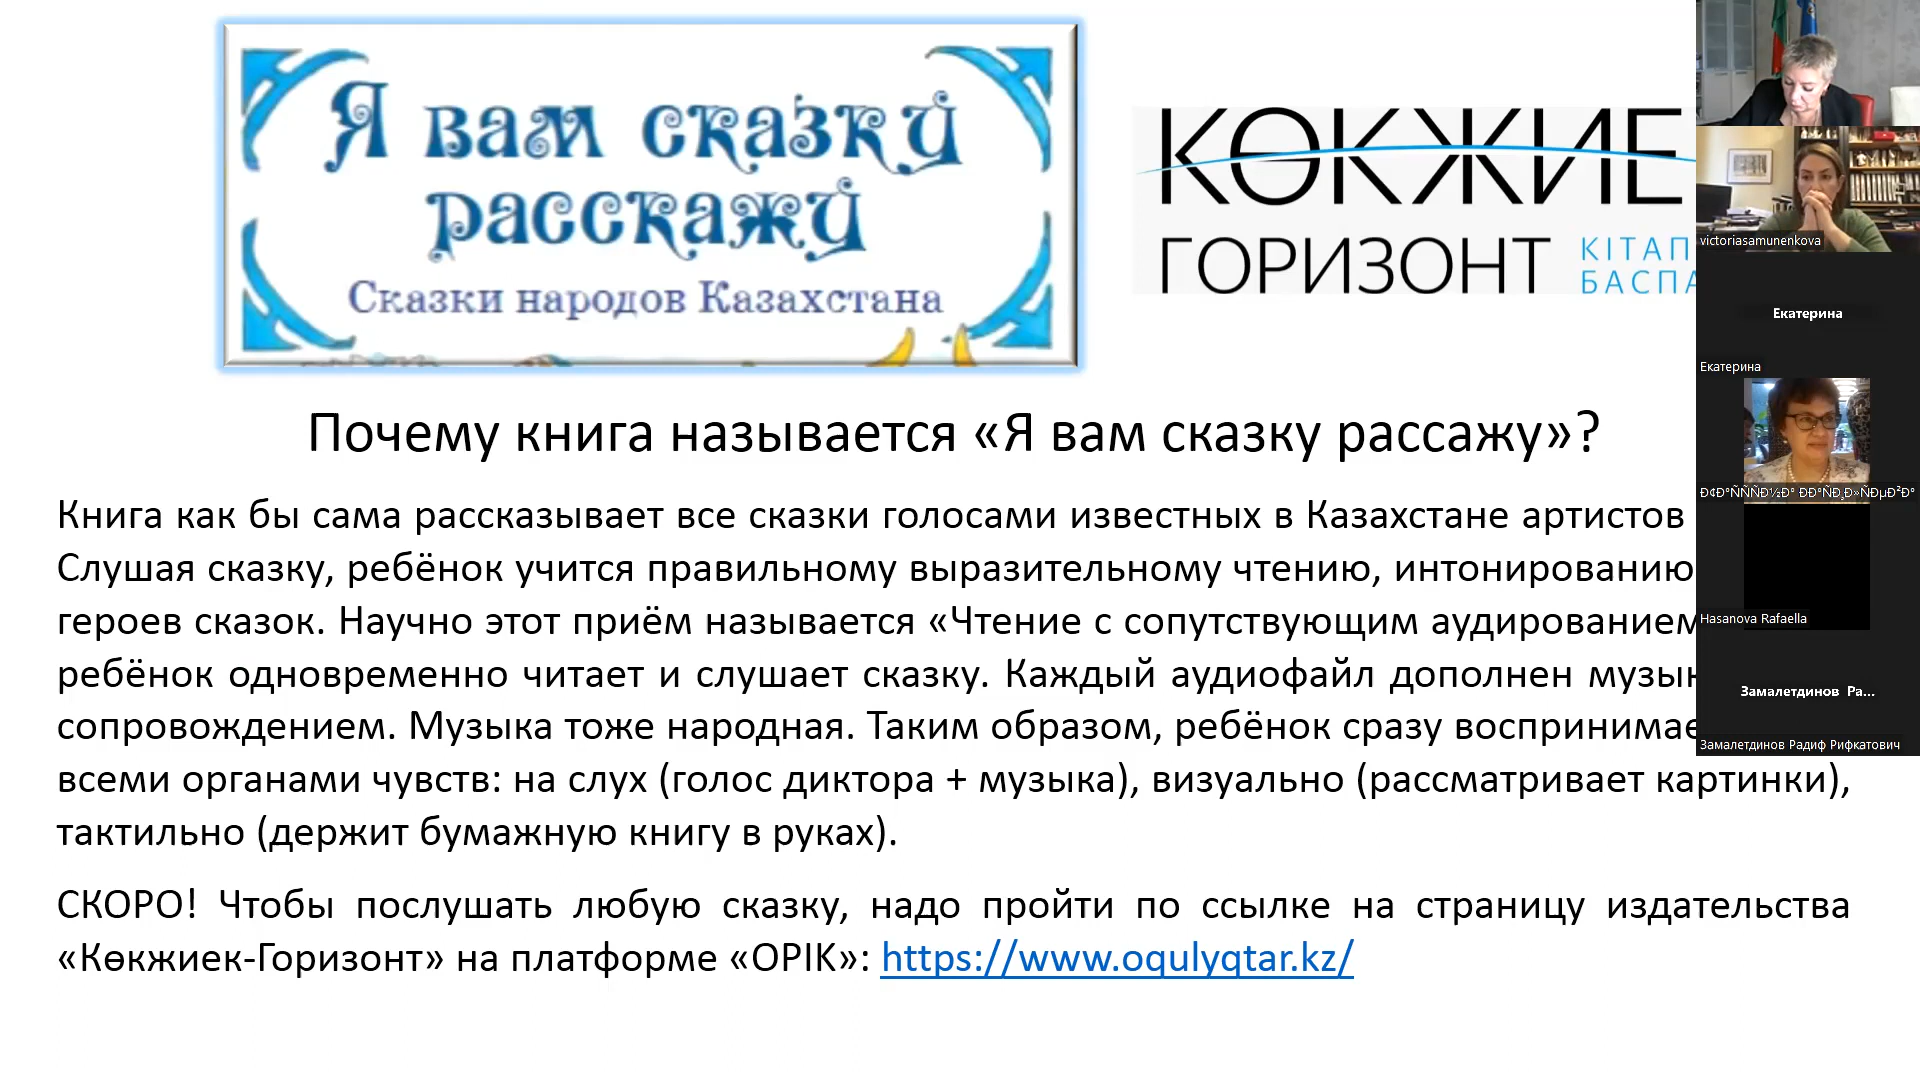 Я вам сказку
расскажу
Сказки народов Казахстана
КӨКЖИЕ
ГОРИЗОНТ
КІТАП
БАСПА
Почему книга называется «Я вам сказку рассажу»?
Книга как бы сама рассказывает все сказки голосами известных в Казахстане артистов
Слушая сказку, ребёнок учится правильному выразительному чтению, интонированию
героев сказок. Научно этот приём называется «Чтение с сопутствующим аудированием
ребёнок одновременно читает и слушает сказку. Каждый аудиофайл дополнен музык
сопровождением. Музыка тоже народная. Таким образом, ребёнок сразу воспринимае
всеми органами чувств: на слух (голос диктора + музыка), визуально (рассматривает картинки),
тактильно (держит бумажную книгу в руках).
СКОРО! Чтобы послушать любую сказку, надо пройти по ссылке на страницу издательства
«Көкжиек-Горизонт» на платформе «OPIK»: https://www.oqulyqtar.kz/
victoriasamunenkova
Екатерина
Екатерина
Hasanova Rafaella
Замалетдинов Ра...
Замалетдинов Радиф Рифкатович